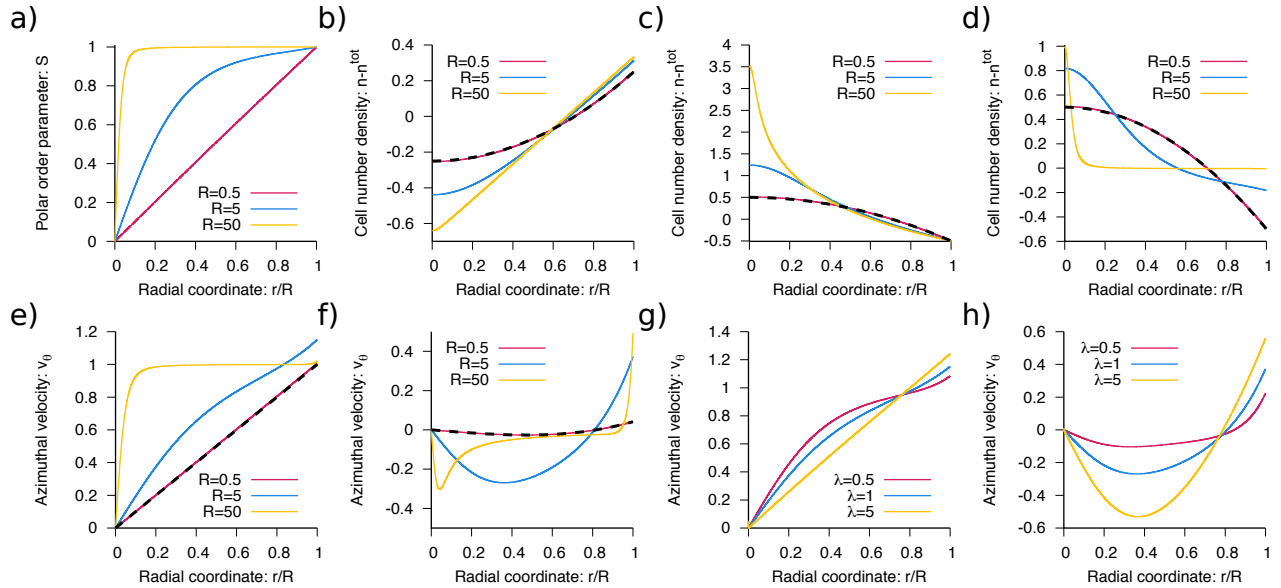 a)
Polar order parameter: S
1
0.8
0.6
0.4
0.2
0
R=0.5
R=5
R=50
0 0.2 0.4 0.6 0.8 1
Radial coordinate: r/R
b)
Cell number density: n-n^tot
0.4
0.2
0
-0.2
-0.4
-0.6
R=0.5
R=5
R=50
0 0.2 0.4 0.6 0.8 1
Radial coordinate: r/R
c)
Cell number density: n-n^tot
4
3.5
3
2.5
2
1.5
1
0.5
0
-0.5
R=0.5
R=5
R=50
0 0.2 0.4 0.6 0.8 1
Radial coordinate: r/R
d)
Cell number density: n-n^tot
1
0.8
0.6
0.4
0.2
0
-0.2
-0.4
-0.6
R=0.5
R=5
R=50
0 0.2 0.4 0.6 0.8 1
Radial coordinate: r/R
e)
Azimuthal velocity: v_θ
1.2
1
0.8
0.6
0.4
0.2
0
R=0.5
R=5
R=50
0 0.2 0.4 0.6 0.8 1
Radial coordinate: r/R
f)
Azimuthal velocity: v_θ
0.4
0.2
0
-0.2
-0.4
R=0.5
R=5
R=50
0 0.2 0.4 0.6 0.8 1
Radial coordinate: r/R
g)
Azimuthal velocity: v_θ
1.4
1.2
1
0.8
0.6
0.4
0.2
0
λ=0.5
λ=1
λ=5
0 0.2 0.4 0.6 0.8 1
Radial coordinate: r/R
h)
Azimuthal velocity: v_θ
0.6
0.4
0.2
0
-0.2
-0.4
-0.6
λ=0.5
λ=1
λ=5
0 0.2 0.4 0.6 0.8 1
Radial coordinate: r/R